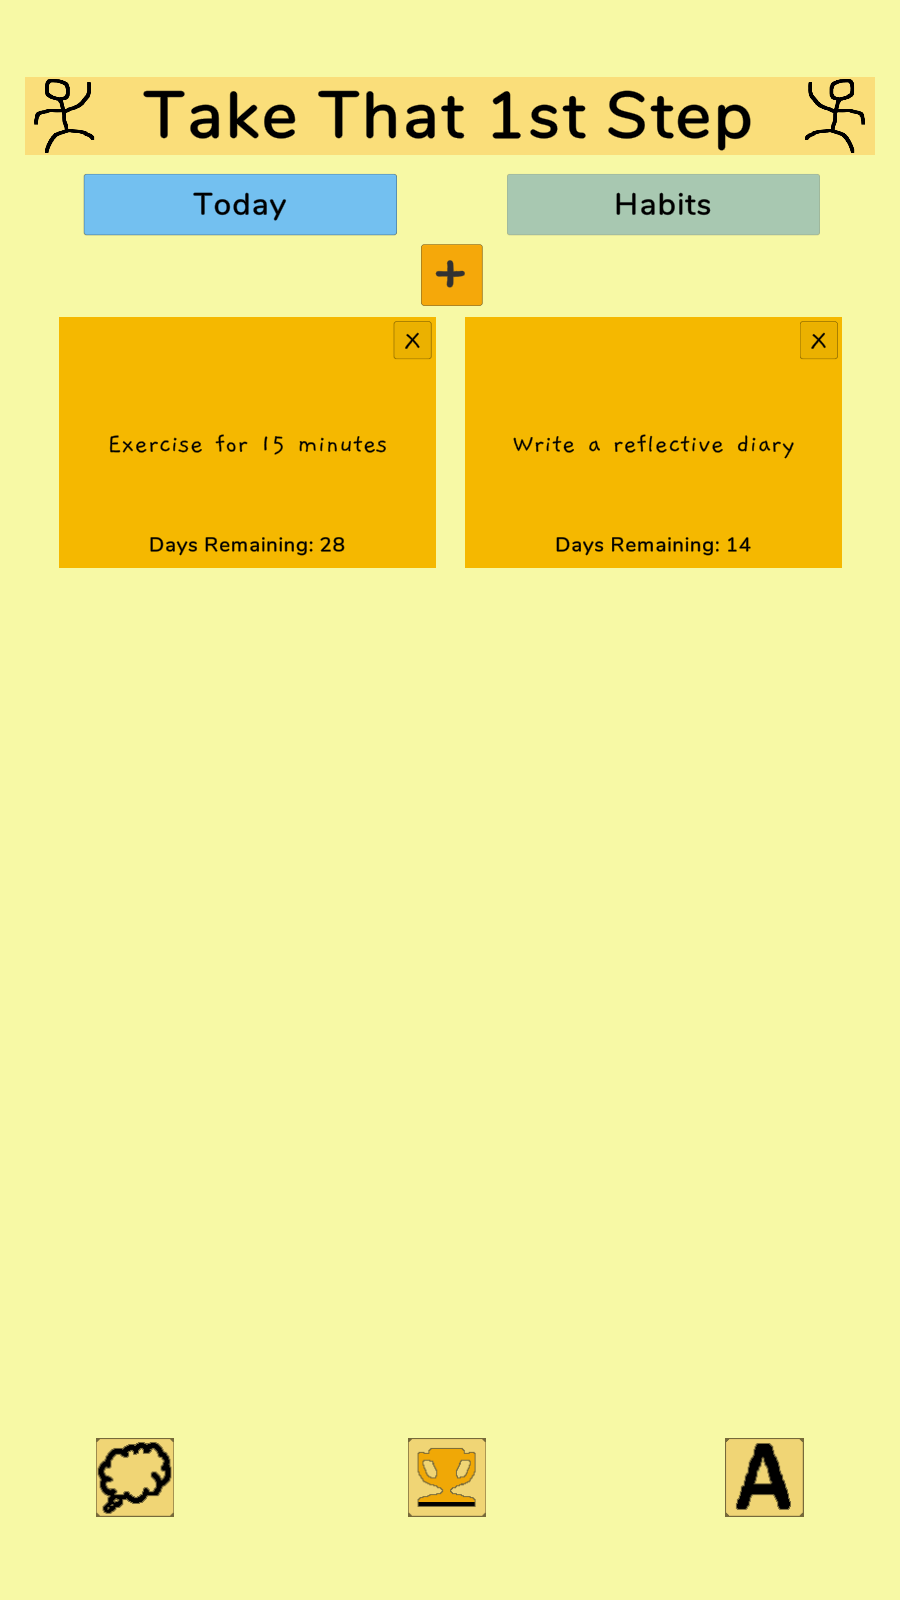 Take That 1st Step
Today
Habits
+
X
X
Exercise for 15 minutes
Write a reflective diary
Days Remaining: 28
Days Remaining: 14
A